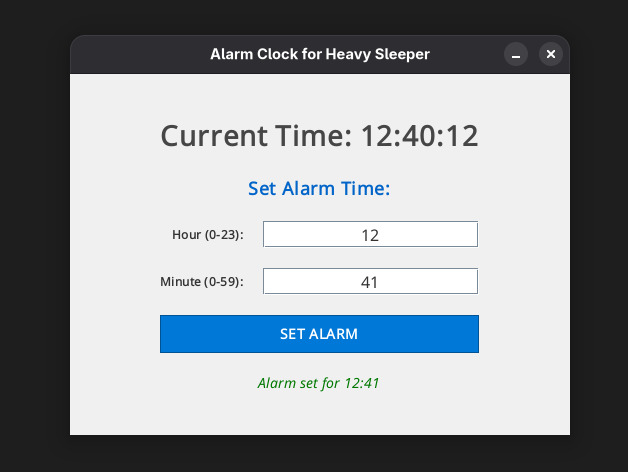 Alarm Clock for Heavy Sleeper
Current Time: 12:40:12
Set Alarm Time:
Hour (0-23): 12
Minute (0-59): 41
SET ALARM
Alarm set for 12:41